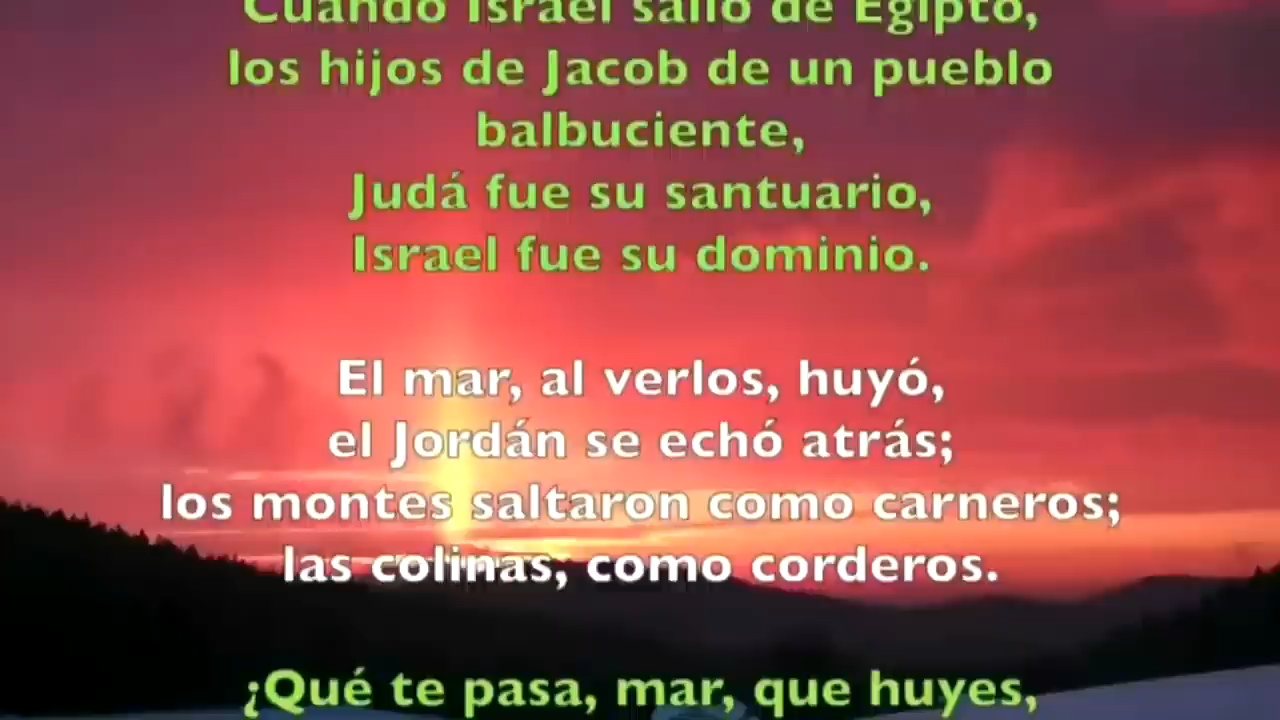 Cuando Israel salió de Egipto,
los hijos de Jacob de un pueblo
balbuciente,
Judá fue su santuario,
Israel fue su dominio.
El mar, al verlos, huyó,
el Jordán se echó atrás;
los montes saltaron como carneros;
las colinas, como corderos.
¿Qué te pasa, mar, que huyes,